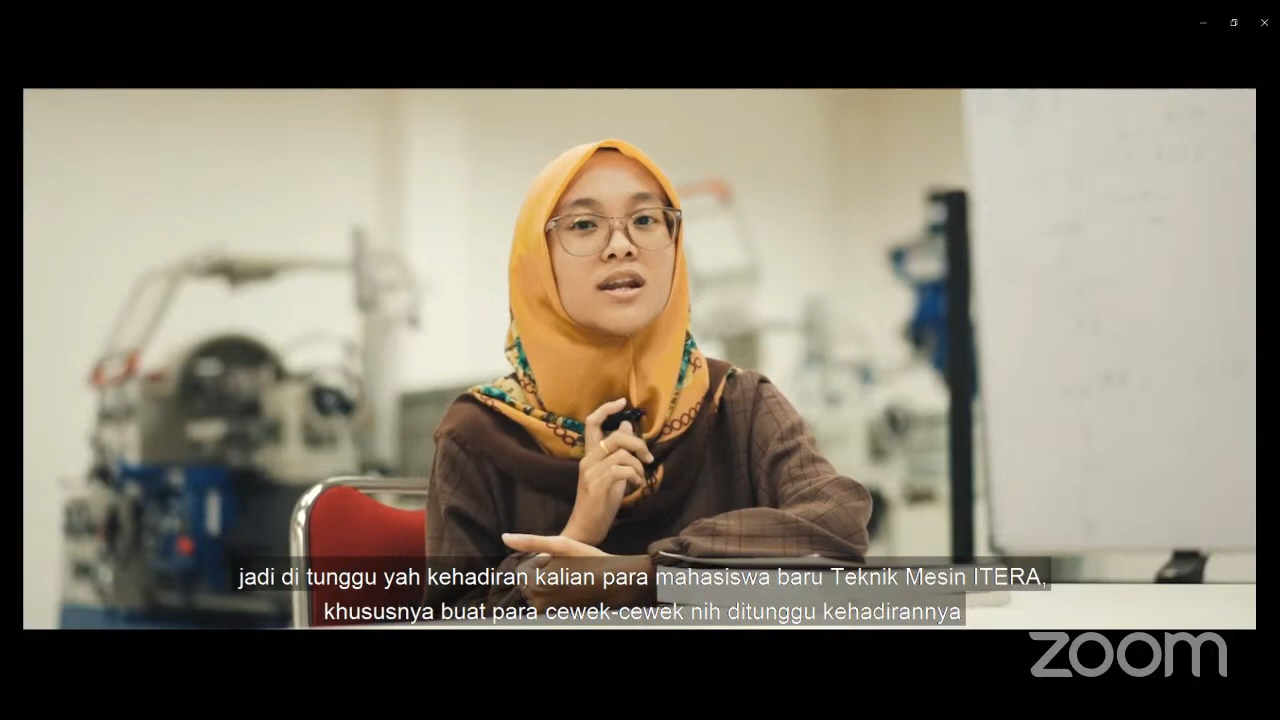 jadi di tunggu yah kehadiran kalian para mahasiswa baru Teknik Mesin ITERA,
khususnya buat para cewek-cewek nih ditunggu kehadirannya
zoom